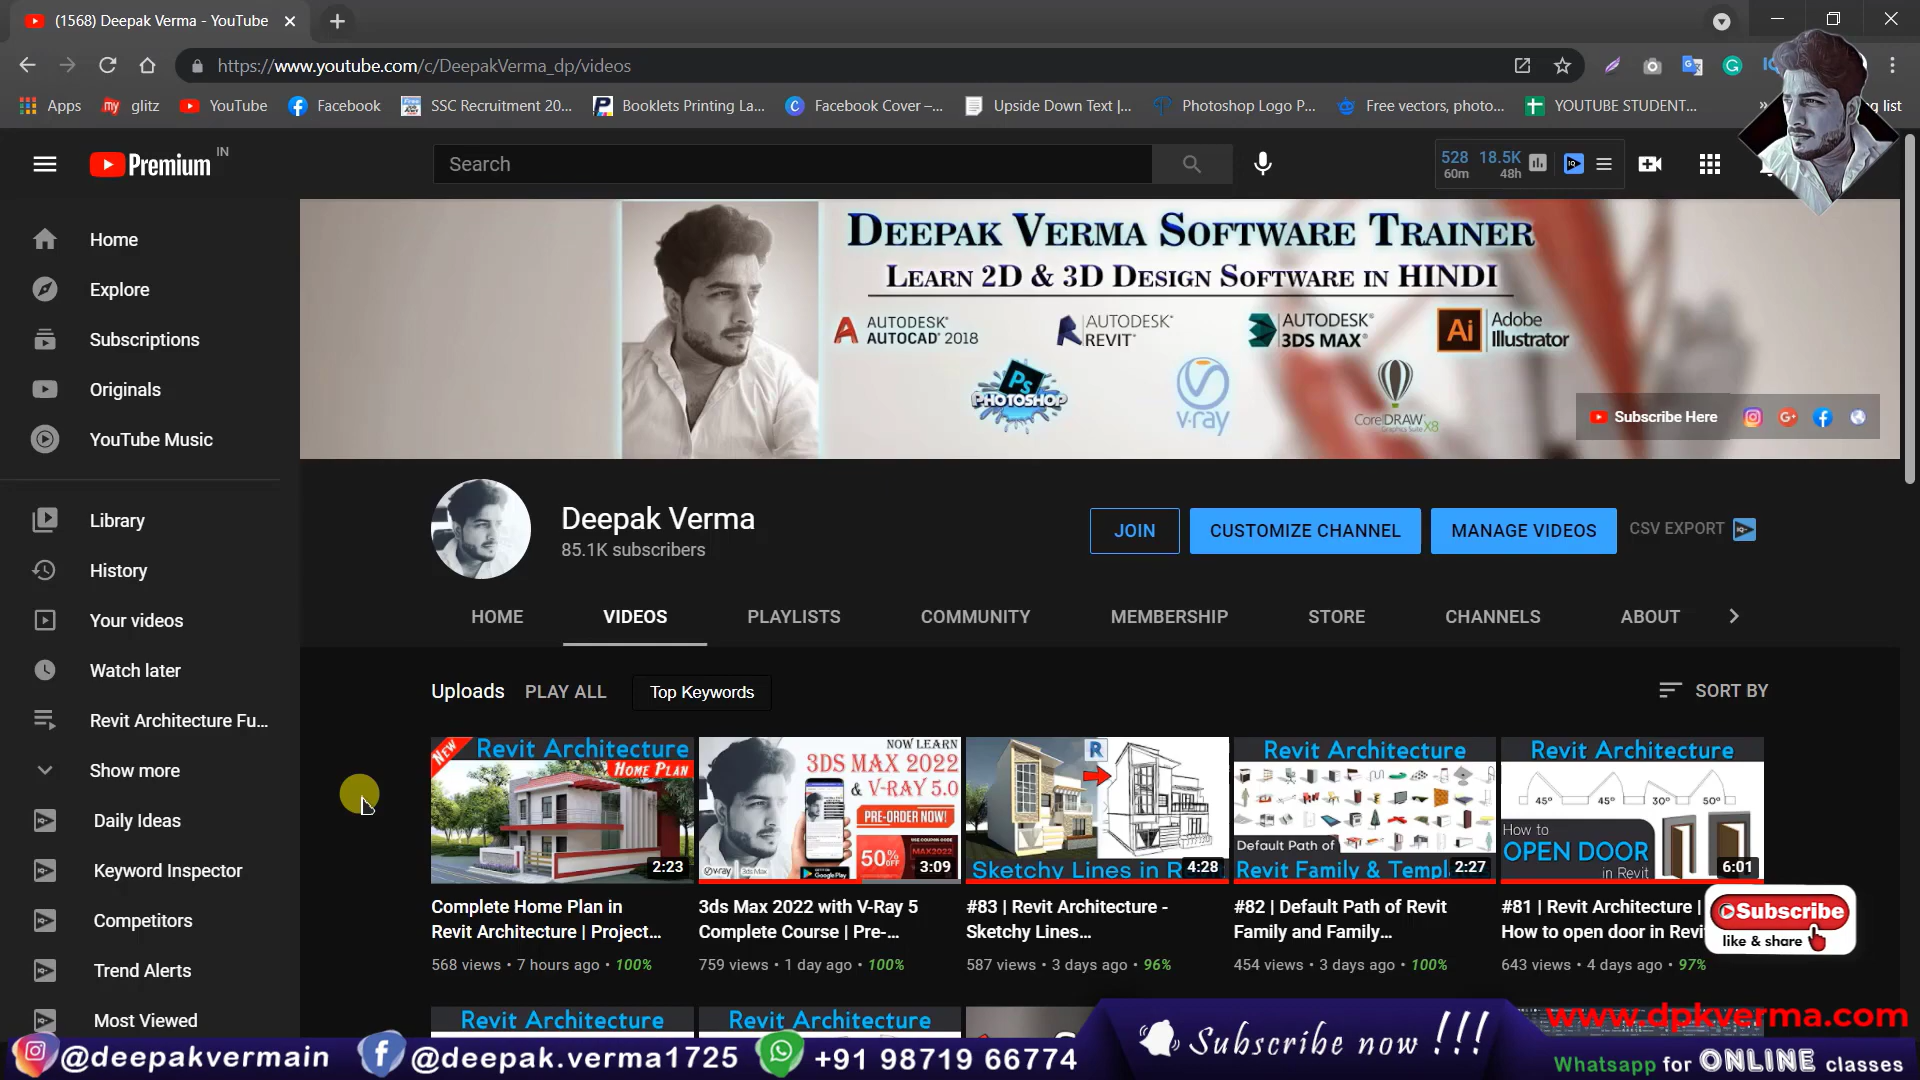 (1568) Deepak Verma - YouTube
https://www.youtube.com/c/DeepakVerma_dp/videos
Apps glitz YouTube Facebook SSC Recruitment 20... Booklets Printing La... Facebook Cover –... Upside Down Text |... Photoshop Logo P... Free vectors, photo... YOUTUBE STUDENT...
Premium IN
Search
528 60m 18.5K 48h
Home
Explore
Subscriptions
Originals
YouTube Music
Library
History
Your videos
Watch later
Revit Architecture Fu...
Show more
Daily Ideas
Keyword Inspector
Competitors
Trend Alerts
Most Viewed
DEEPAK VERMA SOFTWARE TRAINER
LEARN 2D & 3D DESIGN SOFTWARE IN HINDI
AUTODESK® AUTOCAD® 2018
AUTODESK® REVIT®
AUTODESK® 3DS MAX®
Ai Adobe Illustrator
Ps PHOTOSHOP
v-ray
CorelDRAW X8
Subscribe Here
Deepak Verma
85.1K subscribers
JOIN CUSTOMIZE CHANNEL MANAGE VIDEOS CSV EXPORT
HOME VIDEOS PLAYLISTS COMMUNITY MEMBERSHIP STORE CHANNELS ABOUT
Uploads PLAY ALL Top Keywords SORT BY
NEW Revit Architecture
HOME PLAN
2:23
Complete Home Plan in
Revit Architecture | Project...
568 views • 7 hours ago • 100%
NOW LEARN
3DS MAX 2022
& V-RAY 5.0
PRE-ORDER NOW!
50% OFF
MAX2022
3:09
3ds Max 2022 with V-Ray 5
Complete Course | Pre-...
759 views • 1 day ago • 100%
R
Sketchy Lines in R
4:28
#83 | Revit Architecture -
Sketchy Lines...
587 views • 3 days ago • 96%
Revit Architecture
Default Path of
Revit Family & Templ
2:27
#82 | Default Path of Revit
Family and Family...
454 views • 3 days ago • 100%
Revit Architecture
45° 45° 30° 50°
How to
OPEN DOOR
in Revit
6:01
#81 | Revit Architecture |
How to open door in Revi
643 views • 4 days ago • 97%
Subscribe
like & share
Revit Architecture
Revit Architecture
www.dpkverma.com
@deepakvermain @deepak.verma1725 +91 98719 66774
Subscribe now !!!
Whatsapp for ONLINE classes